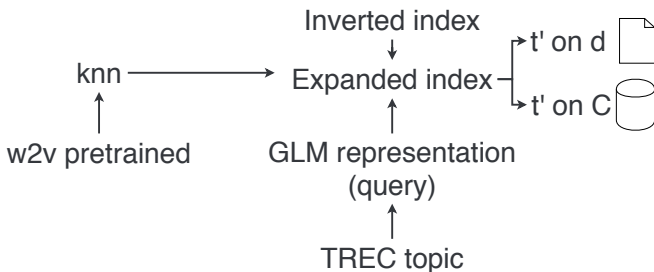 Inverted index
t' on d
knn
Expanded index
t' on C
w2v pretrained
GLM representation
(query)
TREC topic